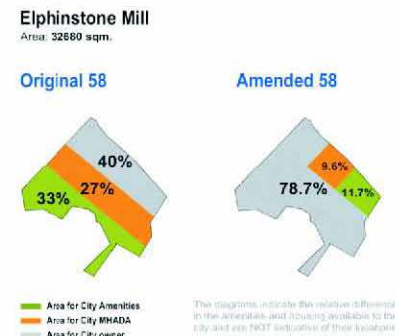 Elphinstone Mill
Area: 32680 sqm.
Original 58
Amended 58
40%
27%
33%
9.6%
78.7%
11.7%
Area for City Amenities
Area for City MHADA
Area for City owner
The diagrams indicate the relative difference
in the amenities and housing available to the
city and are NOT indicative of their locations